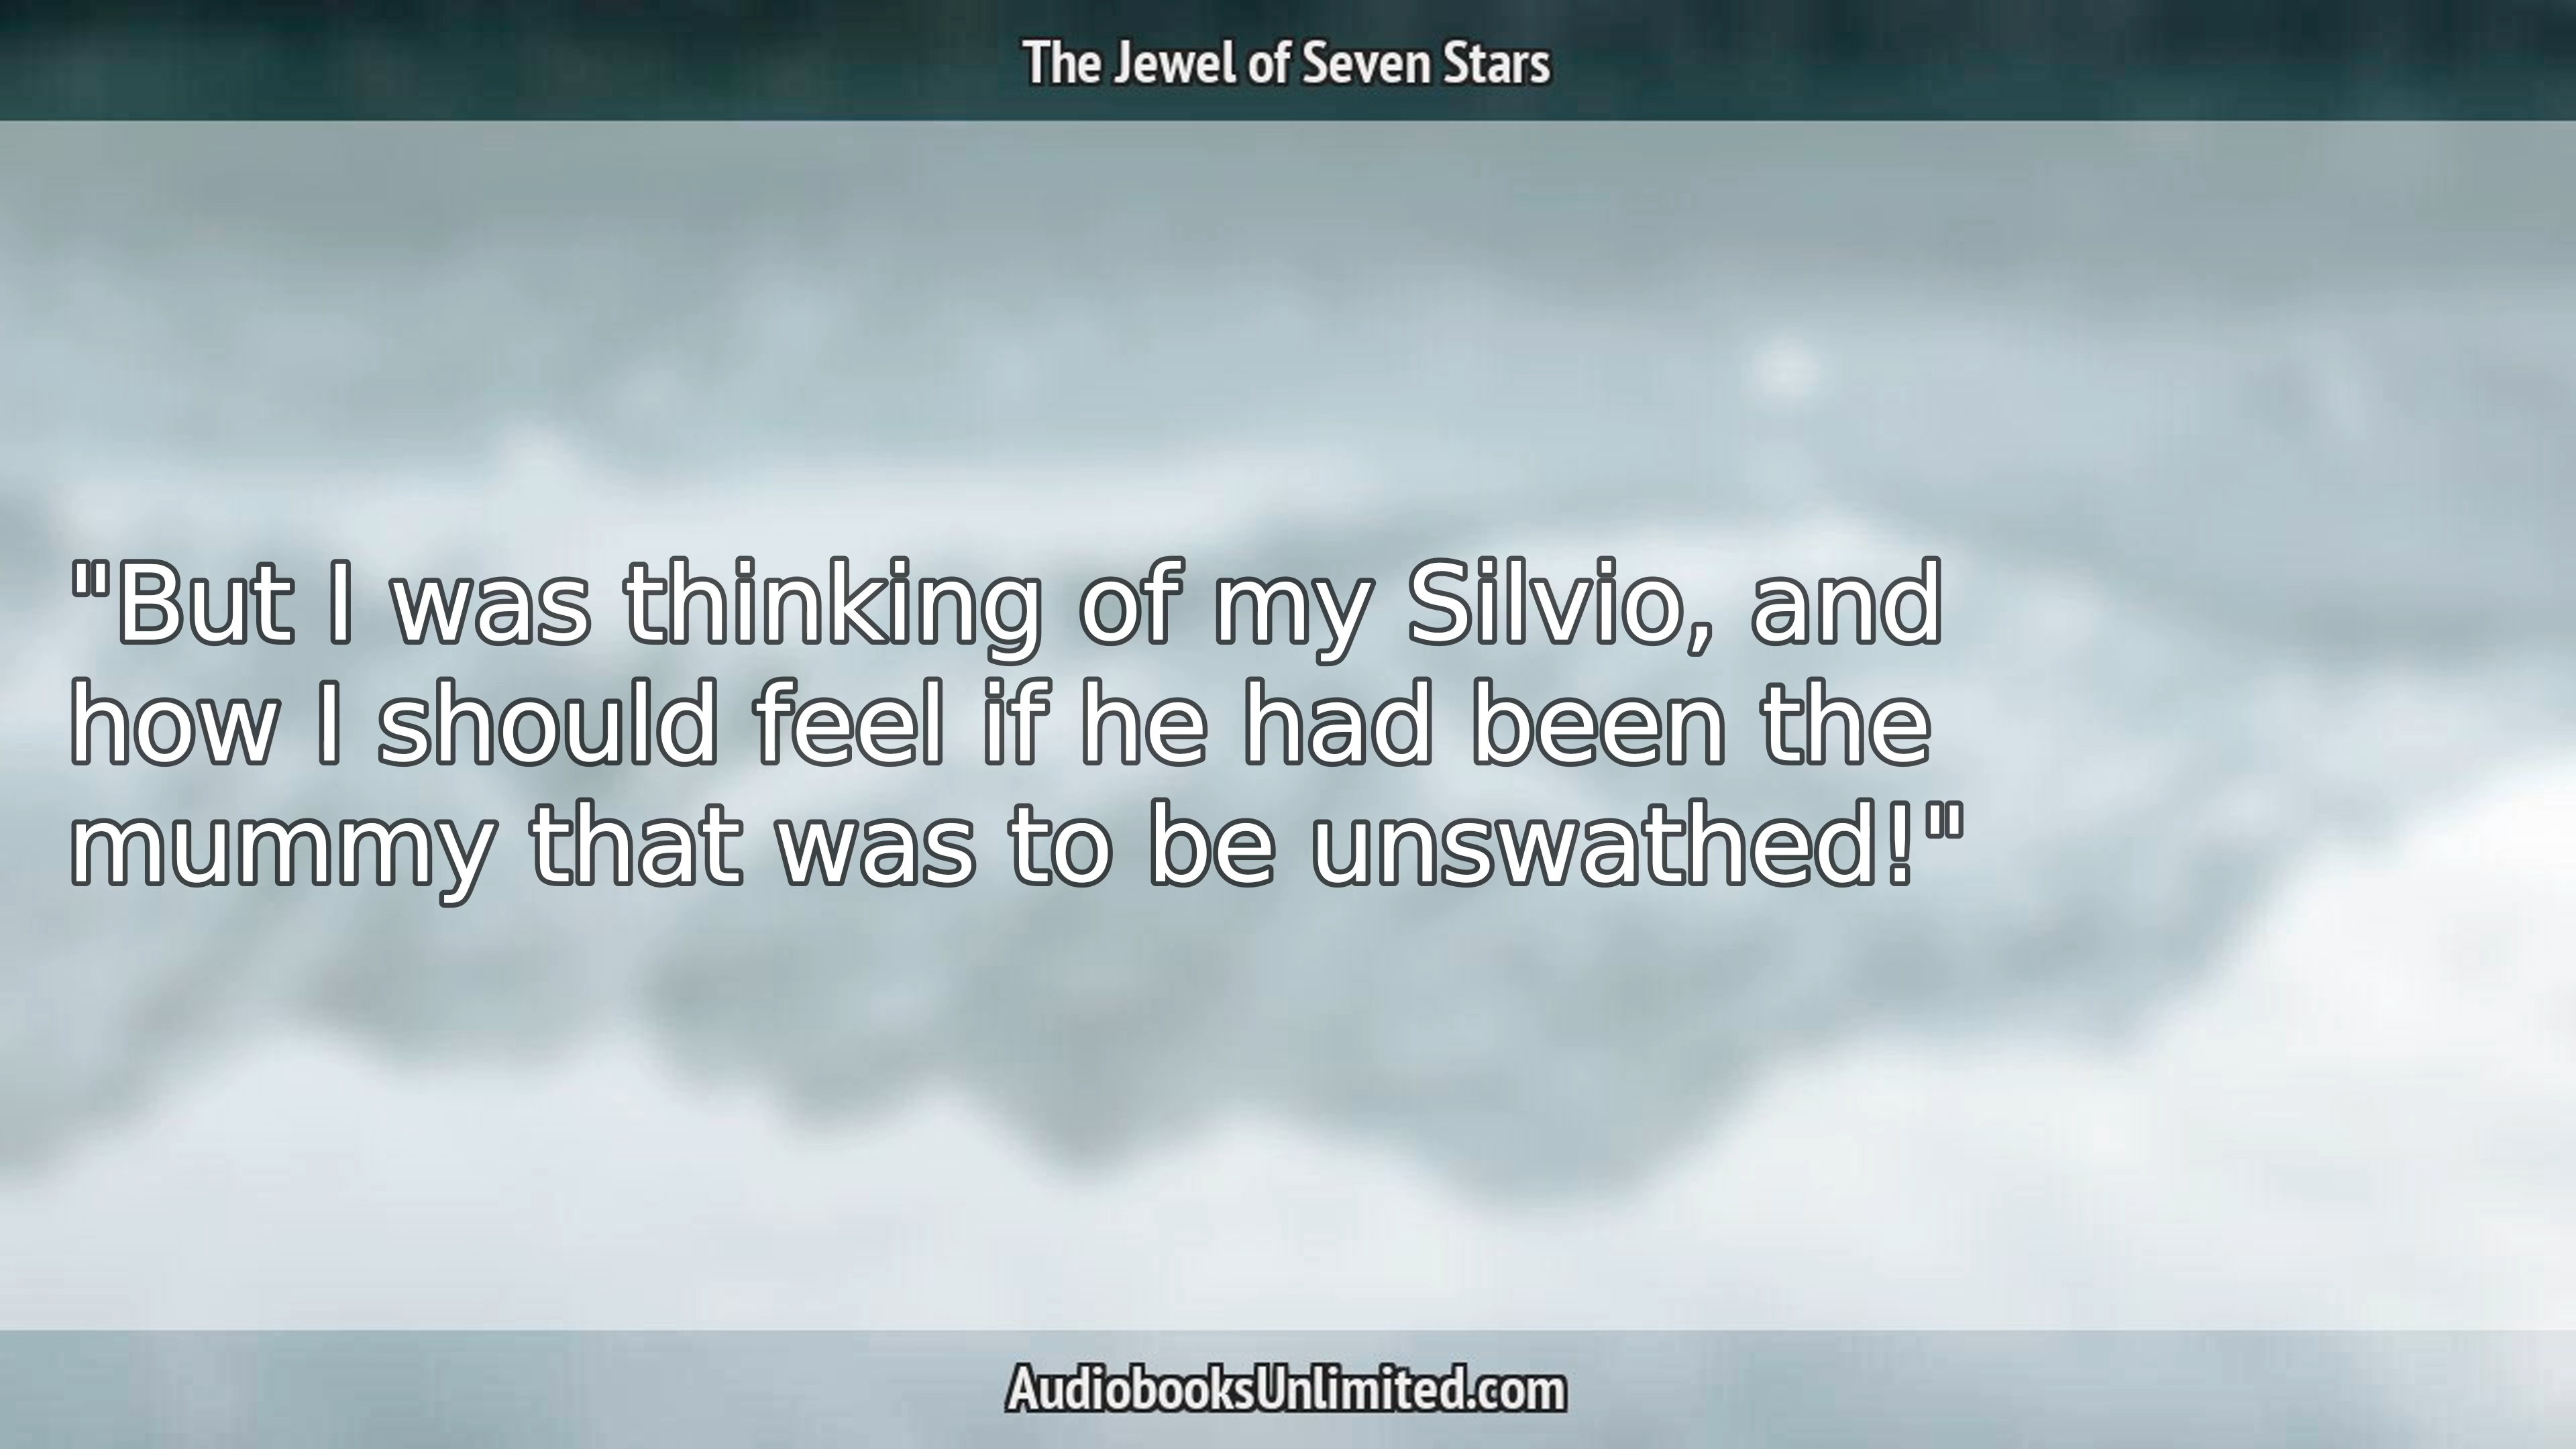 The Jewel of Seven Stars
"But I was thinking of my Silvio, and
how I should feel if he had been the
mummy that was to be unswathed!"
AudiobooksUnlimited.com